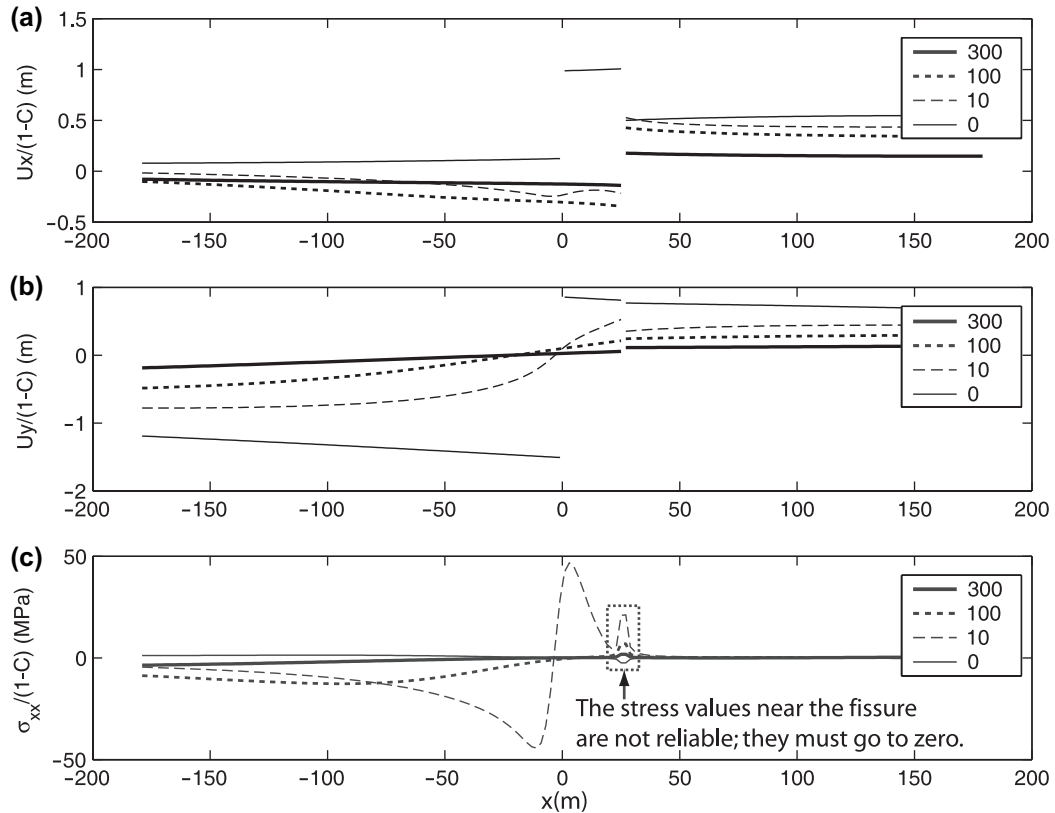 (a)
1.5
1
0.5
0
-0.5
Ux/(1-C) (m)
300
100
10
0
-200 -150 -100 -50 0 50 100 150 200
(b)
1
0
-1
-2
Uy/(1-C) (m)
300
100
10
0
-200 -150 -100 -50 0 50 100 150 200
(c)
50
0
-50
σxx/(1-C) (MPa)
300
100
10
0
The stress values near the fissure
are not reliable; they must go to zero.
-200 -150 -100 -50 0 50 100 150 200
x(m)